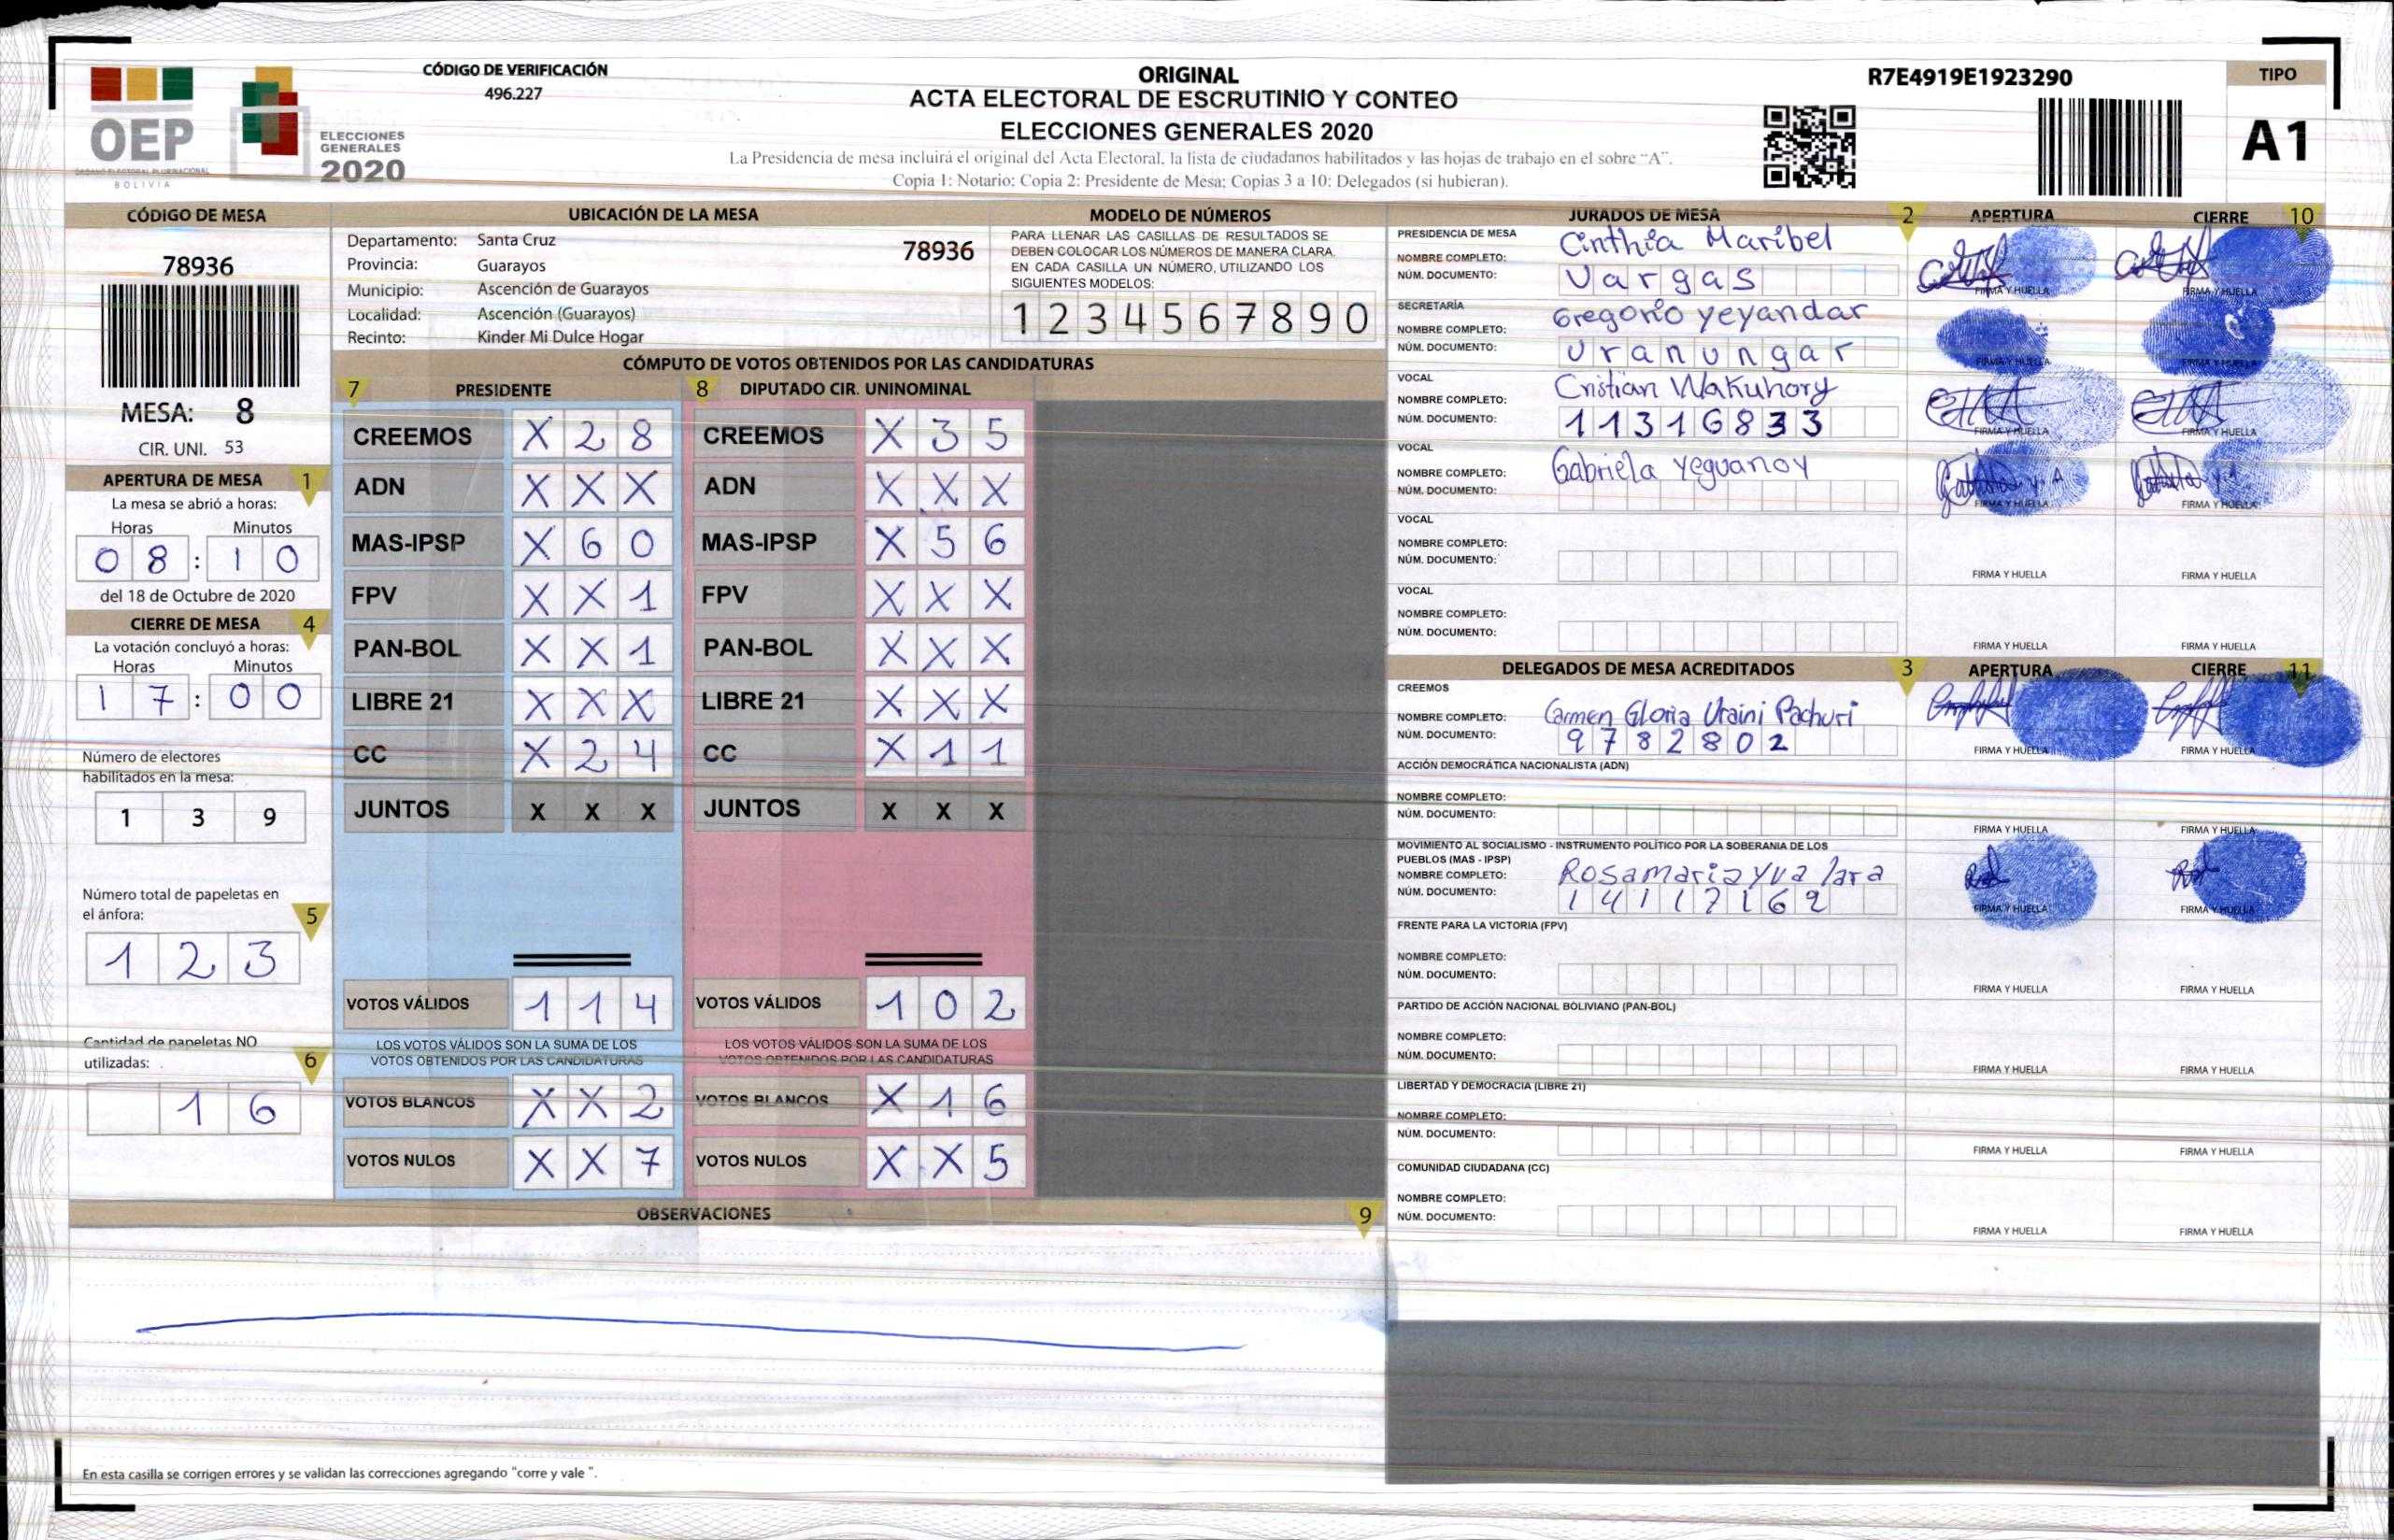 CÓDIGO DE VERIFICACIÓN
496.227
ORIGINAL
ACTA ELECTORAL DE ESCRUTINIO Y CONTEO
ELECCIONES GENERALES 2020
La Presidencia de mesa incluirá el original del Acta Electoral, la lista de ciudadanos habilitados y las hojas de trabajo en el sobre "A".
Copia 1: Notario; Copia 2: Presidente de Mesa; Copias 3 a 10: Delegados (si hubieran).
R7E4919E1923290
TIPO
A1
OEP
BOLIVIA
ELECCIONES
GENERALES
2020
CÓDIGO DE MESA
78936
MESA: 8
CIR. UNI. 53
APERTURA DE MESA 1
La mesa se abrió a horas:
Horas Minutos
08:10
del 18 de Octubre de 2020
CIERRE DE MESA 4
La votación concluyó a horas:
Horas Minutos
17:00
Número de electores
habilitados en la mesa:
1 3 9
Número total de papeletas en
el ánfora: 5
1 2 3
Cantidad de papeletas NO
utilizadas: 6
1 6
UBICACIÓN DE LA MESA
Departamento: Santa Cruz 78936
Provincia: Guarayos
Municipio: Ascención de Guarayos
Localidad: Ascención (Guarayos)
Recinto: Kinder Mi Dulce Hogar
MODELO DE NÚMEROS
PARA LLENAR LAS CASILLAS DE RESULTADOS SE
DEBEN COLOCAR LOS NÚMEROS DE MANERA CLARA.
EN CADA CASILLA UN NÚMERO, UTILIZANDO LOS
SIGUIENTES MODELOS:
1 2 3 4 5 6 7 8 9 0
CÓMPUTO DE VOTOS OBTENIDOS POR LAS CANDIDATURAS
7 PRESIDENTE 8 DIPUTADO CIR. UNINOMINAL
CREEMOS X 2 8 CREEMOS X 3 5
ADN X X X ADN X X X
MAS-IPSP X 6 0 MAS-IPSP X 5 6
FPV X X 1 FPV X X X
PAN-BOL X X 1 PAN-BOL X X X
LIBRE 21 X X X LIBRE 21 X X X
CC X 2 4 CC X 1 1
JUNTOS X X X JUNTOS X X X
VOTOS VÁLIDOS 1 1 4 VOTOS VÁLIDOS 1 0 2
LOS VOTOS VÁLIDOS SON LA SUMA DE LOS LOS VOTOS VÁLIDOS SON LA SUMA DE LOS
VOTOS OBTENIDOS POR LAS CANDIDATURAS VOTOS OBTENIDOS POR LAS CANDIDATURAS
VOTOS BLANCOS X X 2 VOTOS BLANCOS X 1 6
VOTOS NULOS X X 7 VOTOS NULOS X X 5
OBSERVACIONES 9
En esta casilla se corrigen errores y se validan las correcciones agregando "corre y vale ".
JURADOS DE MESA 2 APERTURA CIERRE 10
PRESIDENCIA DE MESA
NOMBRE COMPLETO: Cinthia Maribel
NÚM. DOCUMENTO: Vargas
FIRMA Y HUELLA FIRMA Y HUELLA
SECRETARÍA
NOMBRE COMPLETO: Gregorio yeyandar
NÚM. DOCUMENTO: Uranungar
FIRMA Y HUELLA FIRMA Y HUELLA
VOCAL
NOMBRE COMPLETO: Cristian Wakuhory
NÚM. DOCUMENTO: 11316833
FIRMA Y HUELLA FIRMA Y HUELLA
VOCAL
NOMBRE COMPLETO: Gabriela yeguanoy
NÚM. DOCUMENTO:
FIRMA Y HUELLA FIRMA Y HUELLA
VOCAL
NOMBRE COMPLETO:
NÚM. DOCUMENTO:
FIRMA Y HUELLA FIRMA Y HUELLA
VOCAL
NOMBRE COMPLETO:
NÚM. DOCUMENTO:
FIRMA Y HUELLA FIRMA Y HUELLA
DELEGADOS DE MESA ACREDITADOS 3 APERTURA CIERRE 11
CREEMOS
NOMBRE COMPLETO: Carmen Gloria Uraini Pachuri
NÚM. DOCUMENTO: 9782802
FIRMA Y HUELLA FIRMA Y HUELLA
ACCIÓN DEMOCRÁTICA NACIONALISTA (ADN)
NOMBRE COMPLETO:
NÚM. DOCUMENTO:
FIRMA Y HUELLA FIRMA Y HUELLA
MOVIMIENTO AL SOCIALISMO - INSTRUMENTO POLÍTICO POR LA SOBERANIA DE LOS
PUEBLOS (MAS - IPSP)
NOMBRE COMPLETO: Rosamaria yva lara
NÚM. DOCUMENTO: 14117162
FIRMA Y HUELLA FIRMA Y HUELLA
FRENTE PARA LA VICTORIA (FPV)
NOMBRE COMPLETO:
NÚM. DOCUMENTO:
FIRMA Y HUELLA FIRMA Y HUELLA
PARTIDO DE ACCIÓN NACIONAL BOLIVIANO (PAN-BOL)
NOMBRE COMPLETO:
NÚM. DOCUMENTO:
FIRMA Y HUELLA FIRMA Y HUELLA
LIBERTAD Y DEMOCRACIA (LIBRE 21)
NOMBRE COMPLETO:
NÚM. DOCUMENTO:
FIRMA Y HUELLA FIRMA Y HUELLA
COMUNIDAD CIUDADANA (CC)
NOMBRE COMPLETO:
NÚM. DOCUMENTO:
FIRMA Y HUELLA FIRMA Y HUELLA